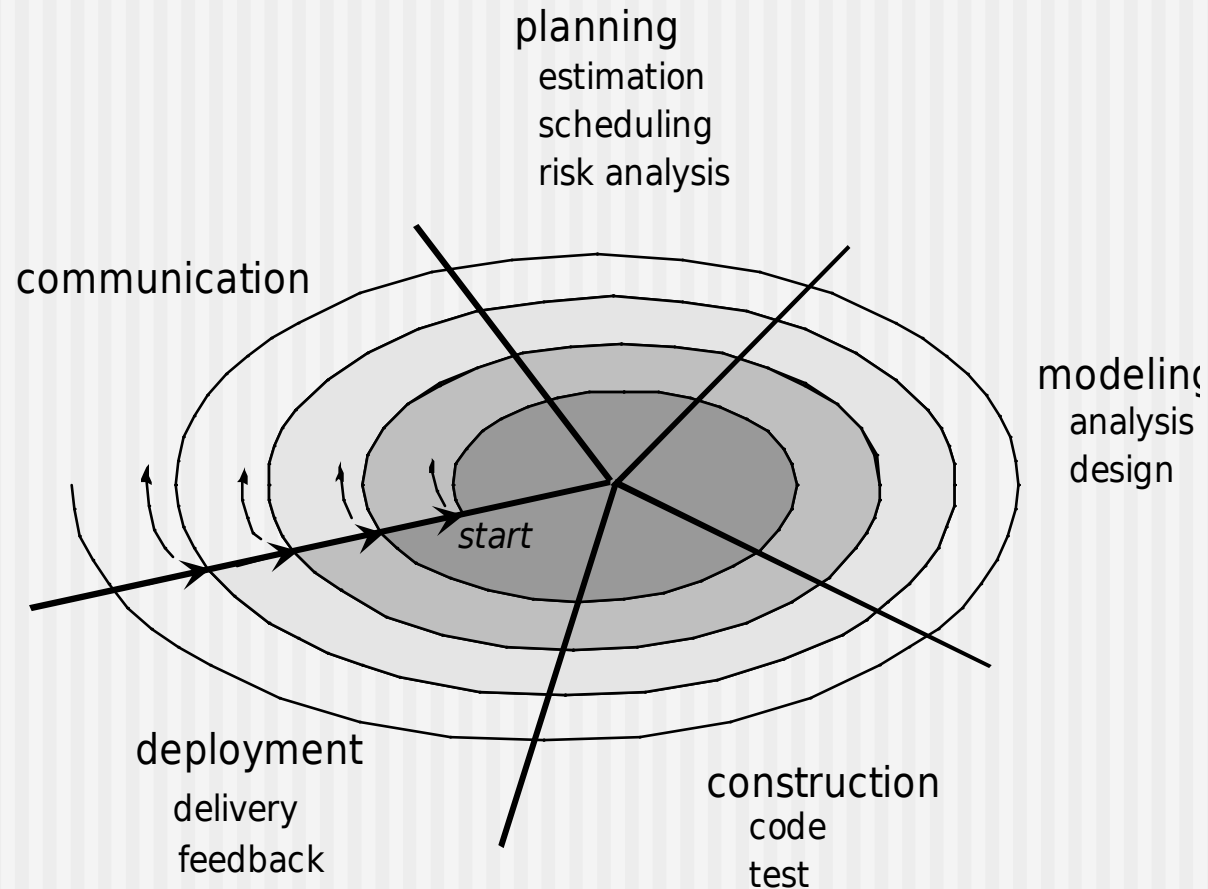 planning
estimation
scheduling
risk analysis
communication
modeling
analysis
design
start
deployment
delivery
feedback
construction
code
test